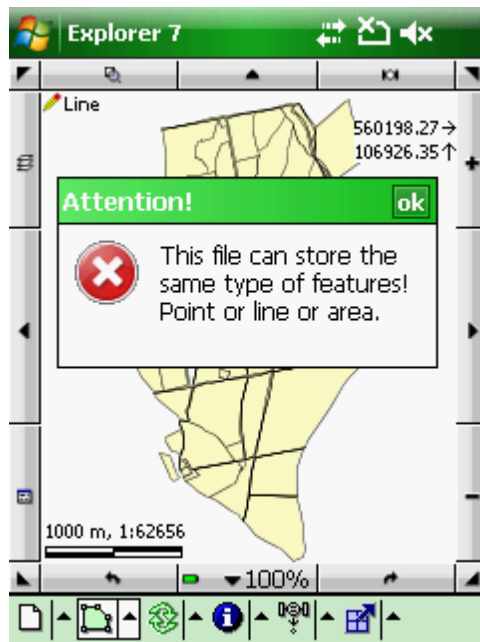 Explorer 7
Line
560198.27→
106926.35↑
Attention!
ok
This file can store the
same type of features!
Point or line or area.
1000 m, 1:62656
100%